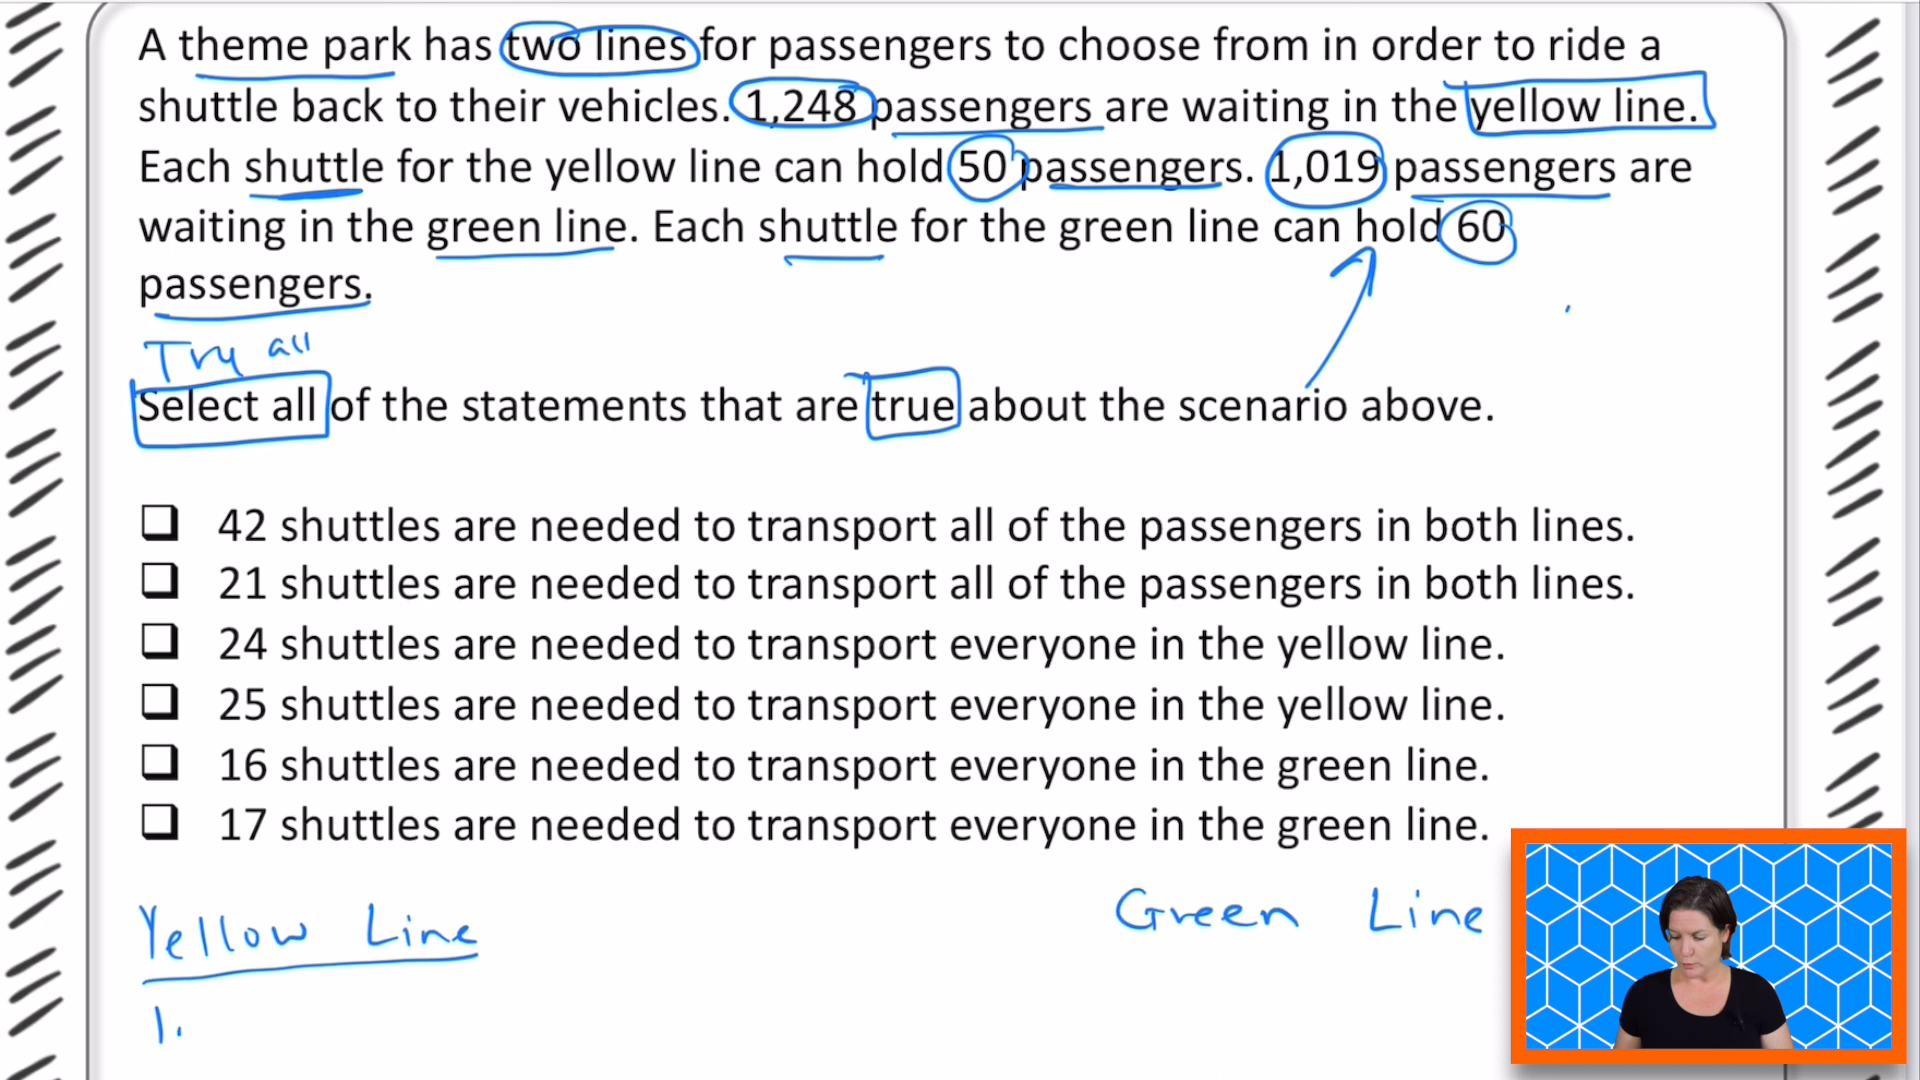 A theme park has two lines for passengers to choose from in order to ride a
shuttle back to their vehicles. 1,248 passengers are waiting in the yellow line.
Each shuttle for the yellow line can hold 50 passengers. 1,019 passengers are
waiting in the green line. Each shuttle for the green line can hold 60
passengers.
Try all
Select all of the statements that are true about the scenario above.
❑ 42 shuttles are needed to transport all of the passengers in both lines.
❑ 21 shuttles are needed to transport all of the passengers in both lines.
❑ 24 shuttles are needed to transport everyone in the yellow line.
❑ 25 shuttles are needed to transport everyone in the yellow line.
❑ 16 shuttles are needed to transport everyone in the green line.
❑ 17 shuttles are needed to transport everyone in the green line.
Yellow Line Green Line
1.